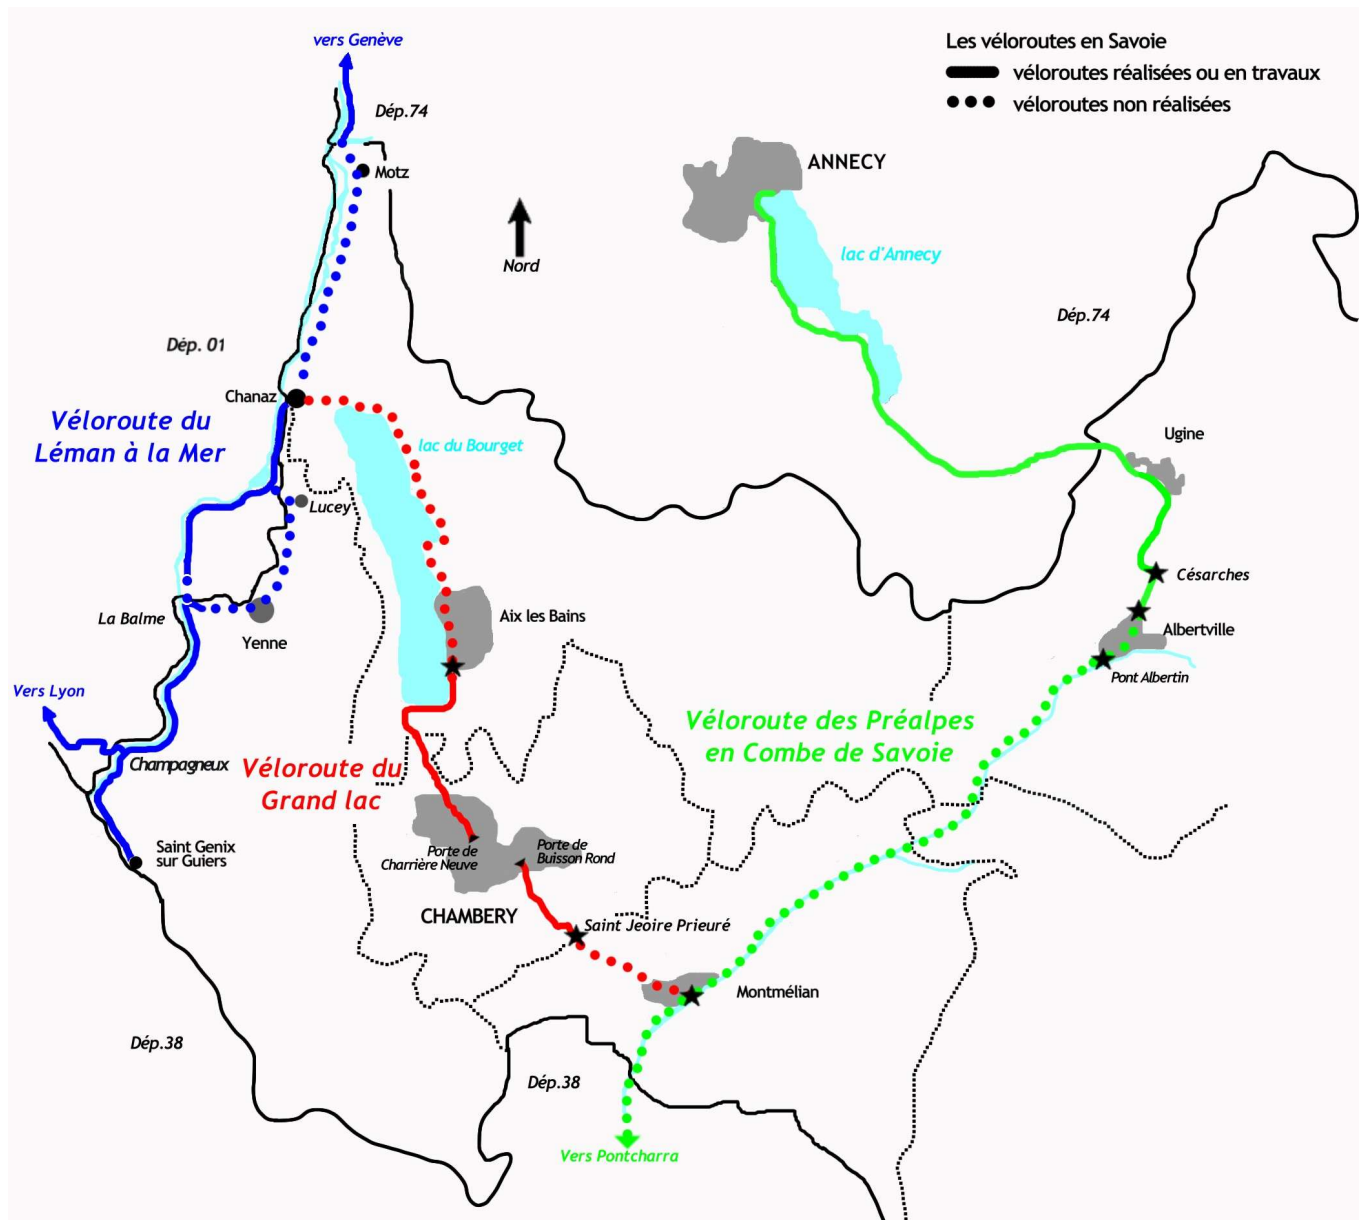 vers Genève
Les véloroutes en Savoie
véloroutes réalisées ou en travaux
véloroutes non réalisées
Dép.74
Motz
ANNECY
Nord
lac d'Annecy
Dép.74
Dép. 01
Chanaz
Véloroute du
Léman à la Mer
lac du Bourget
Ugine
Lucey
Césarches
La Balme
Yenne
Aix les Bains
Albertville
Pont Albertin
Vers Lyon
Véloroute des Préalpes
en Combe de Savoie
Champagneux
Véloroute du
Grand lac
Saint Genix
sur Guiers
Porte de
Charrière Neuve
Porte de
Buisson Rond
CHAMBERY
Saint Jeoire Prieuré
Montmélian
Dép.38
Dép.38
Vers Pontcharra